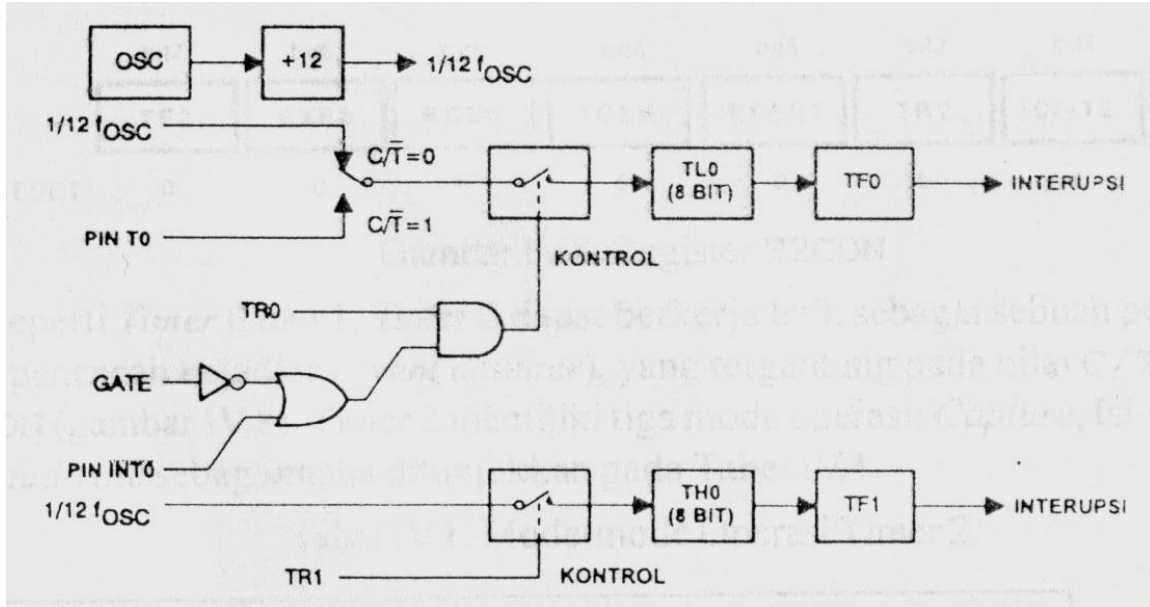 OSC
+12
1/12 fOSC
1/12 fOSC
C/T̅=0
TL0
(8 BIT)
TF0
INTERUPSI
C/T̅=1
PIN T0
KONTROL
TR0
GATE
PIN INT0
1/12 fOSC
TH0
(8 BIT)
TF1
INTERUPSI
TR1
KONTROL